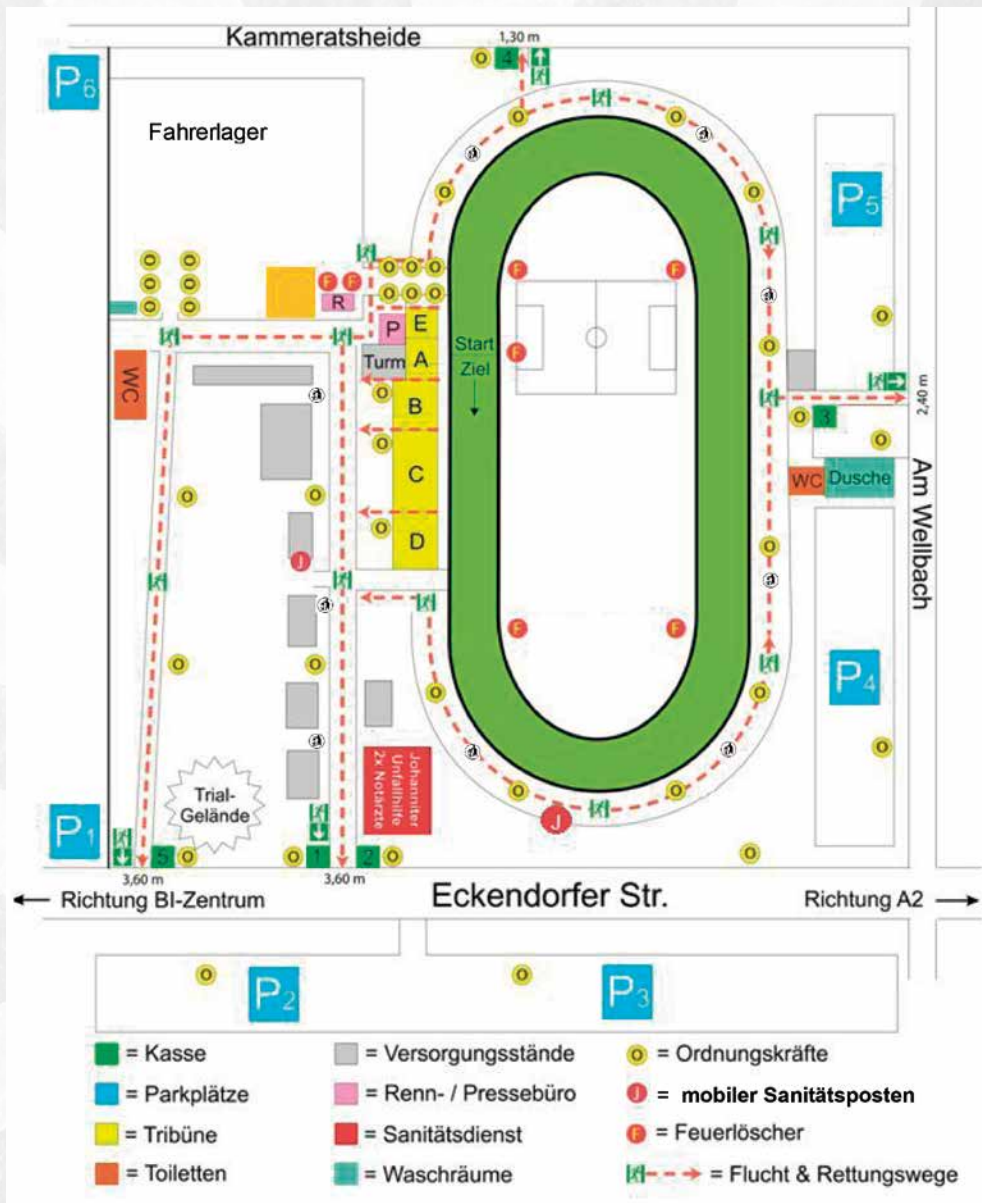 Kammeratsheide
1,30 m
O 4
P6
Fahrerlager
O
O
O
O
P5
O
O
O O
O O
O O
O O O
O O O
F F
R
P
E
Turm
A
B
C
D
F
F
F
Start
Ziel
O
O
WC
O
O
O
O
O
O
3
2,40 m
O
WC
Dusche
Am Wellbach
J
O
F
F
O
O
O
O
P4
O
Johanniter
Unfallhilfe
2x Notärzte
Trial-
Gelände
O
O
J
O
P1
5 O
O 1
2 O
3,60 m
3,60 m
Richtung BI-Zentrum
Eckendorfer Str.
Richtung A2
O
P2
O
P3
= Kasse
= Parkplätze
= Tribüne
= Toiletten
= Versorgungsstände
= Renn- / Pressebüro
= Sanitätsdienst
= Waschräume
O = Ordnungskräfte
J = mobiler Sanitätsposten
F = Feuerlöscher
= Flucht & Rettungswege